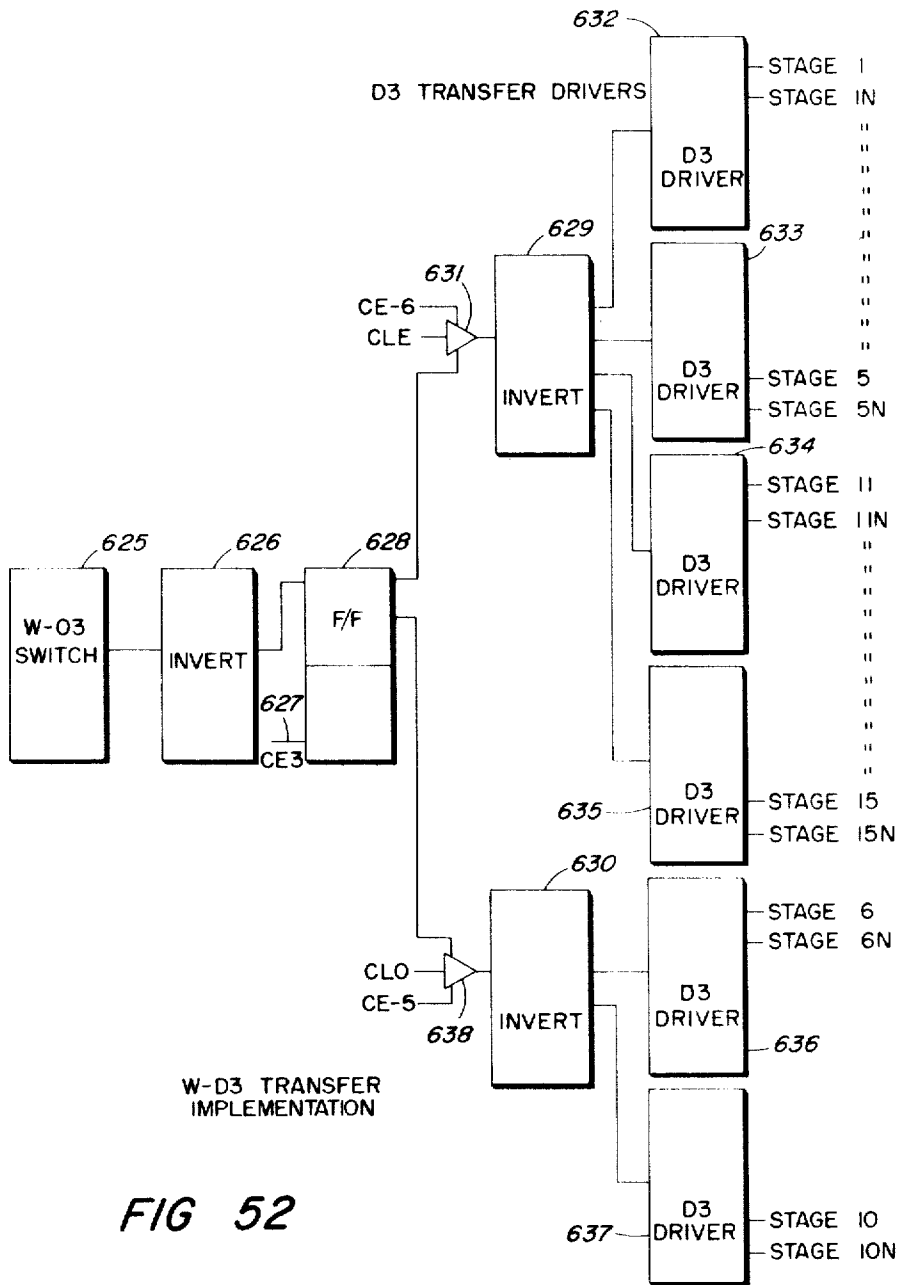 632
D3 TRANSFER DRIVERS
STAGE 1
STAGE 1N
D3
DRIVER
"
"
"
"
"
"
"
"
"
"
"
"
629
633
631
CE-6
CLE
INVERT
D3
DRIVER
STAGE 5
STAGE 5N
634
STAGE 11
STAGE 11N
D3
DRIVER
"
"
"
"
"
"
"
"
"
"
"
625
626
628
W-03
SWITCH
INVERT
F/F
627
CE3
635
D3
DRIVER
STAGE 15
STAGE 15N
630
STAGE 6
STAGE 6N
CLO
CE-5
638
INVERT
D3
DRIVER
636
W-D3 TRANSFER
IMPLEMENTATION
FIG 52
637
D3
DRIVER
STAGE 10
STAGE 10N